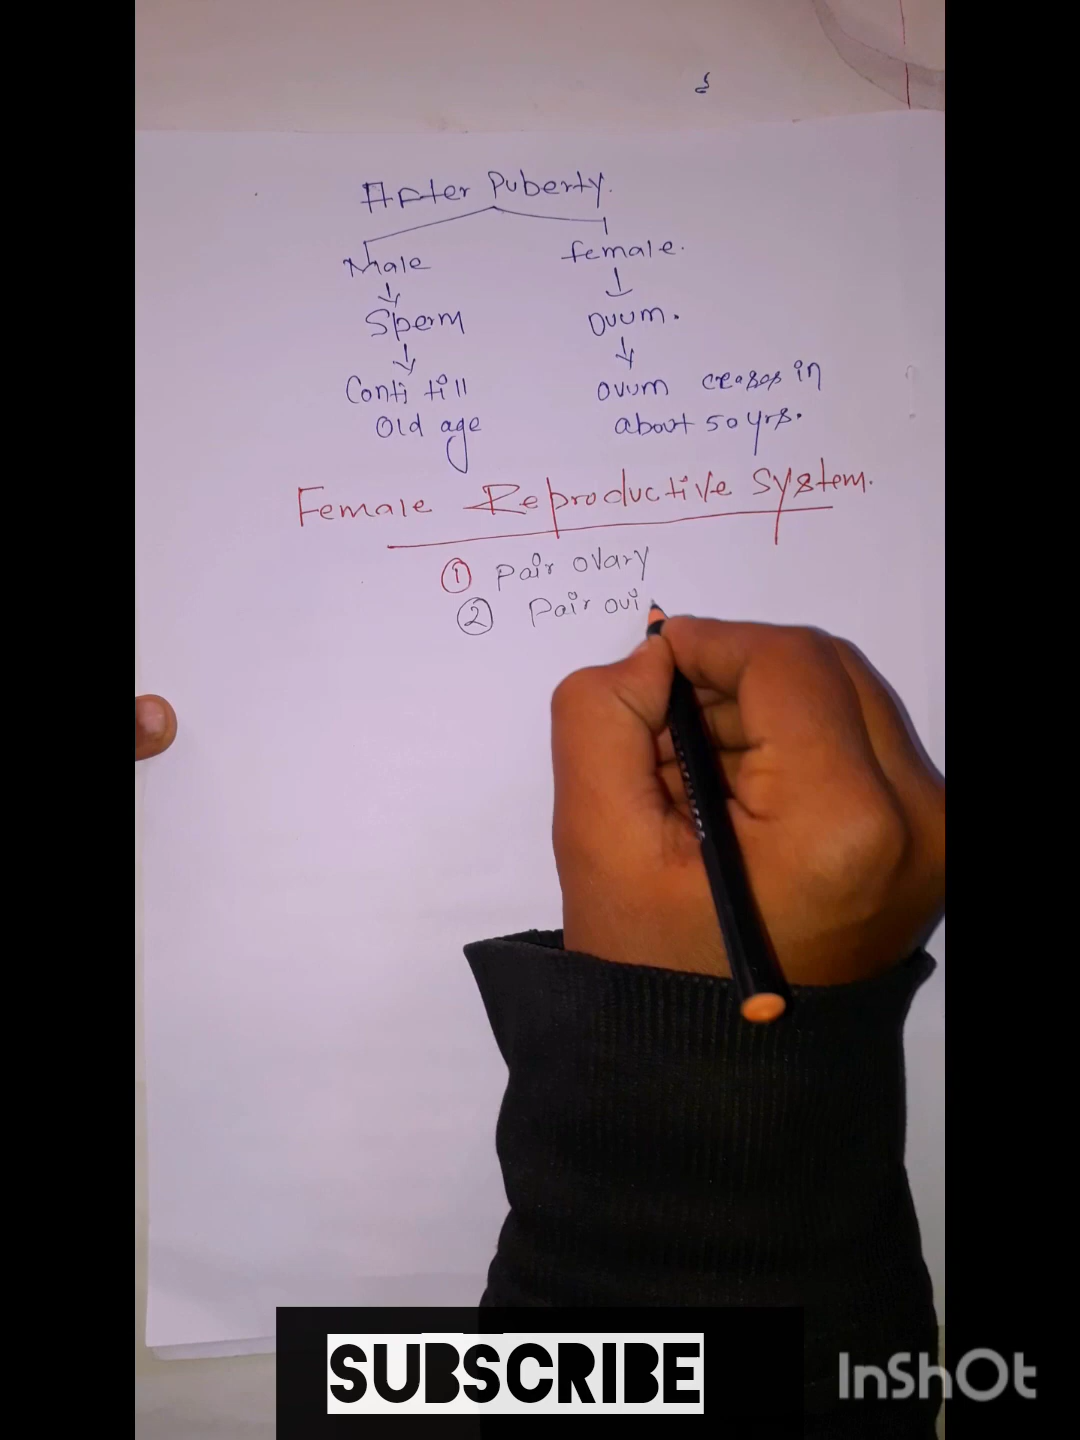 After Puberty.
Male
female.
Sperm
Ovum.
Conti till
Old age
Ovum ceases in
about 50 yrs.
Female Reproductive System.
① Pair ovary
② Pair ovi
SUBSCRIBE
InShOt